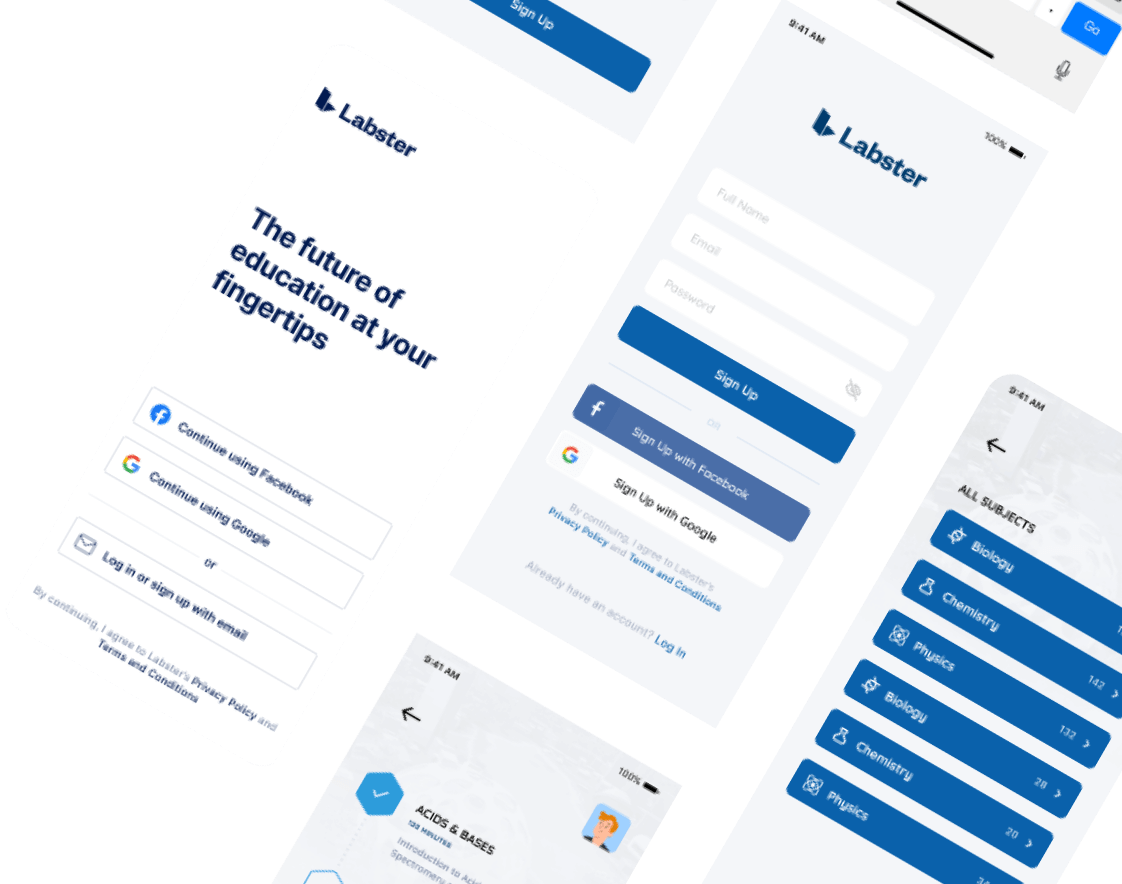 Sign Up
Labster
The future of
education at your
fingertips
Continue using Facebook
Continue using Google
or
Log in or sign up with email
By continuing, I agree to Labster's Privacy Policy and
Terms and Conditions
9:41 AM
100%
Labster
Full Name
Email
Password
Sign Up
OR
Sign Up with Facebook
Sign Up with Google
By continuing, I agree to Labster's
Privacy Policy and Terms and Conditions
Already have an account? Log In
Go
9:41 AM
100%
ACIDS & BASES
MINUTES
Introduction to
9:41 AM
ALL SUBJECTS
Biology
Chemistry 142
Physics 132
Biology 28
Chemistry 20
Physics